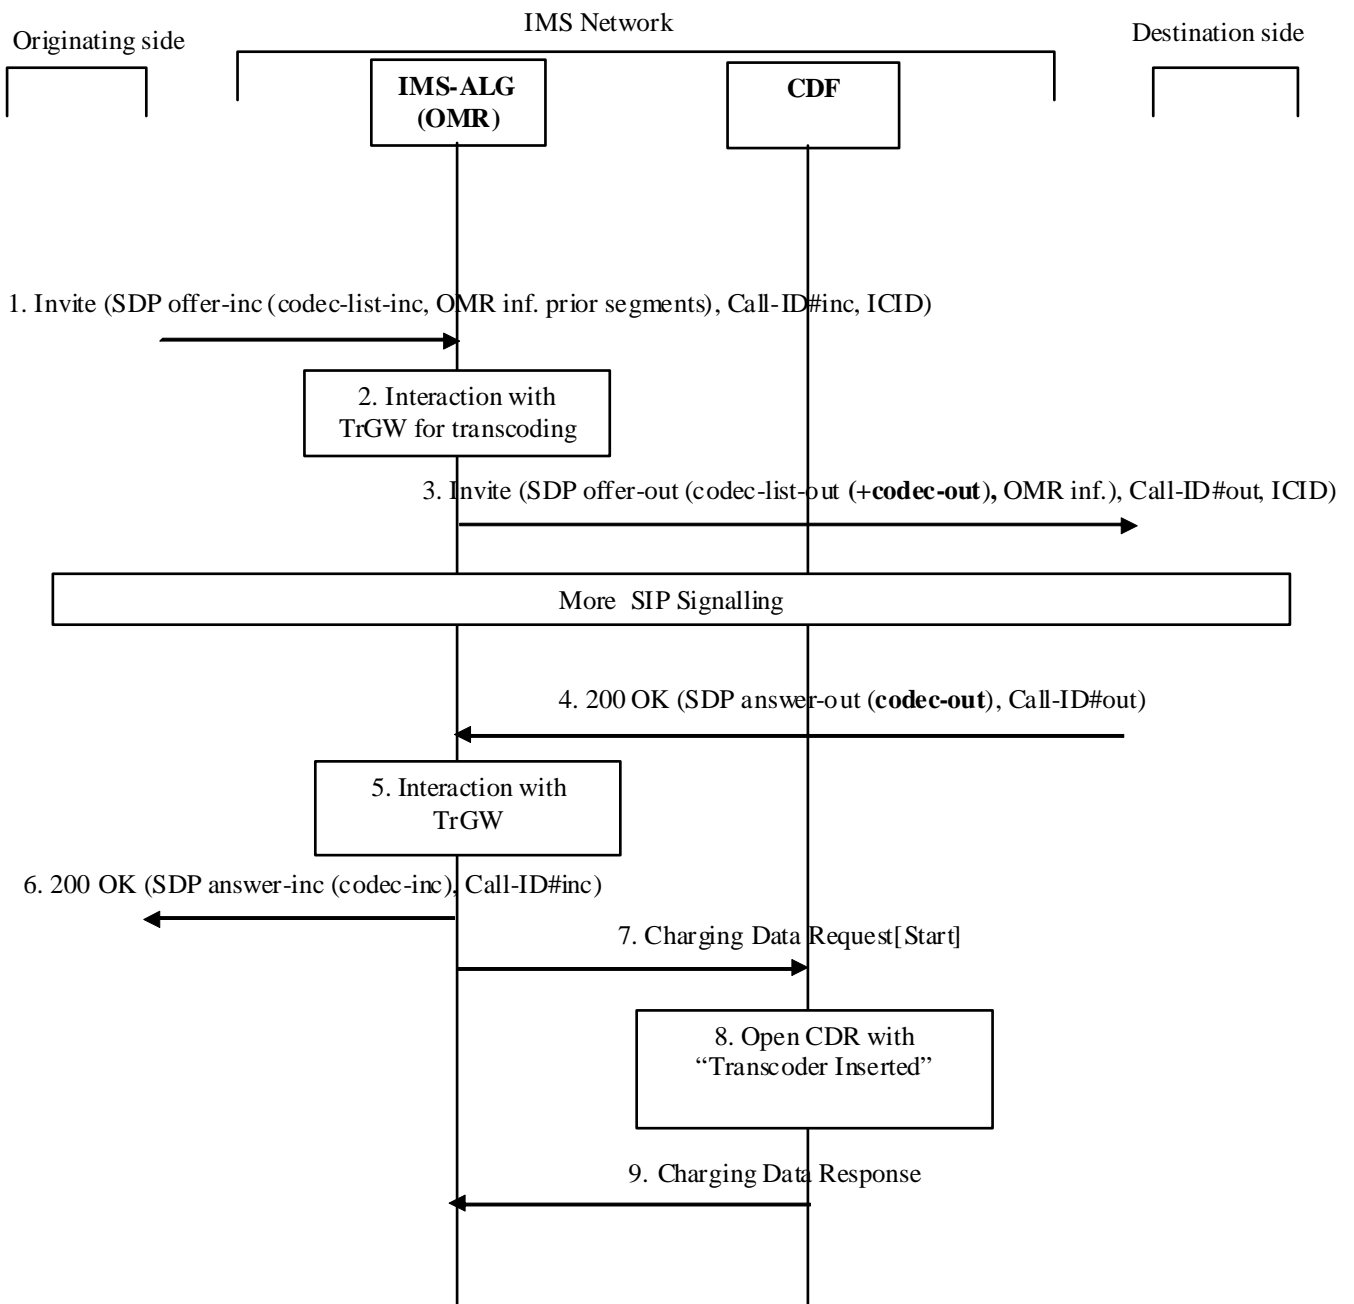 IMS Network
Originating side
Destination side
IMS-ALG
(OMR)
CDF
1. Invite (SDP offer-inc (codec-list-inc, OMR inf. prior segments), Call-ID#inc, ICID)
2. Interaction with
TrGW for transcoding
3. Invite (SDP offer-out (codec-list-out (+codec-out), OMR inf.), Call-ID#out, ICID)
More SIP Signalling
4. 200 OK (SDP answer-out (codec-out), Call-ID#out)
5. Interaction with
TrGW
6. 200 OK (SDP answer-inc (codec-inc), Call-ID#inc)
7. Charging Data Request[Start]
8. Open CDR with
“Transcoder Inserted”
9. Charging Data Response